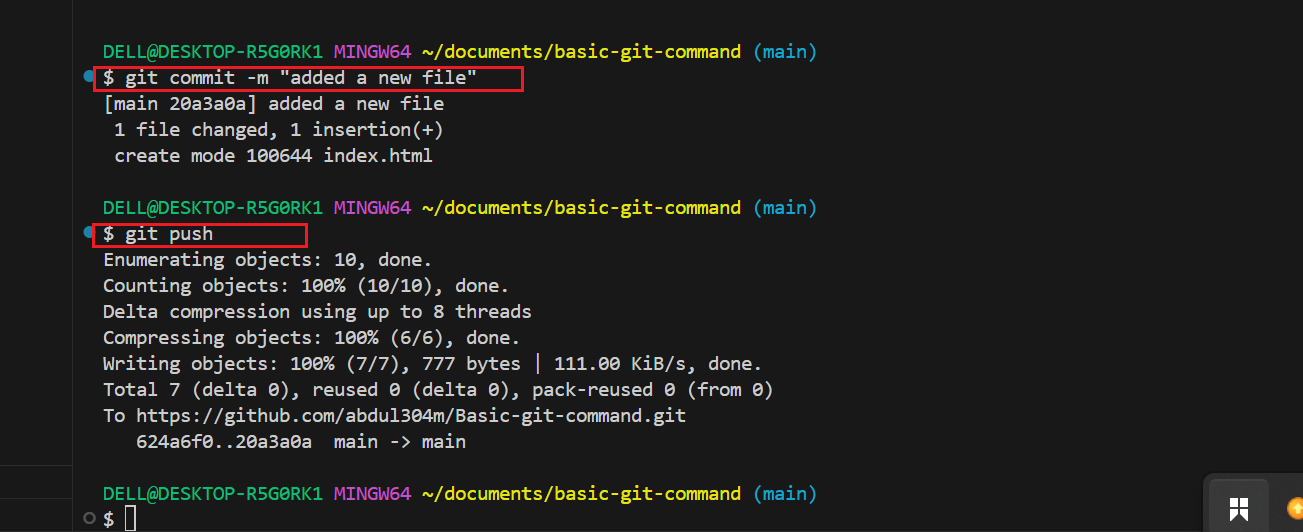 DELL@DESKTOP-R5G0RK1 MINGW64 ~/documents/basic-git-command (main)
$ git commit -m "added a new file"
[main 20a3a0a] added a new file
 1 file changed, 1 insertion(+)
 create mode 100644 index.html
DELL@DESKTOP-R5G0RK1 MINGW64 ~/documents/basic-git-command (main)
$ git push
Enumerating objects: 10, done.
Counting objects: 100% (10/10), done.
Delta compression using up to 8 threads
Compressing objects: 100% (6/6), done.
Writing objects: 100% (7/7), 777 bytes | 111.00 KiB/s, done.
Total 7 (delta 0), reused 0 (delta 0), pack-reused 0 (from 0)
To https://github.com/abdul304m/Basic-git-command.git
   624a6f0..20a3a0a  main -> main
DELL@DESKTOP-R5G0RK1 MINGW64 ~/documents/basic-git-command (main)
$